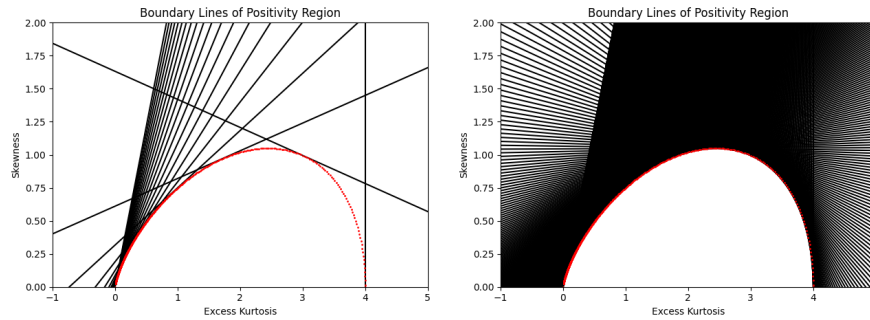 Boundary Lines of Positivity Region
2.00
1.75
1.50
1.25
1.00
0.75
0.50
0.25
0.00
Skewness
−1 0 1 2 3 4 5
Excess Kurtosis
Boundary Lines of Positivity Region
2.00
1.75
1.50
1.25
1.00
0.75
0.50
0.25
0.00
Skewness
−1 0 1 2 3 4
Excess Kurtosis